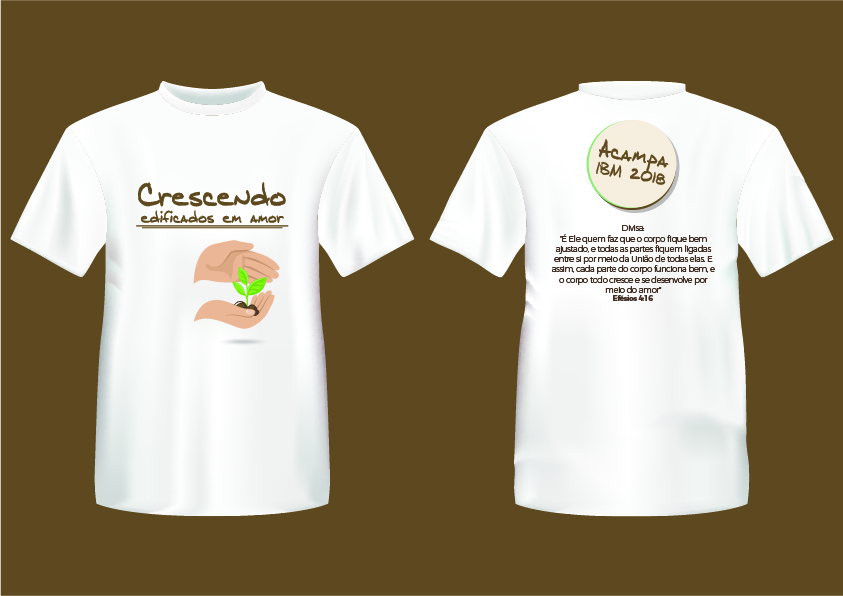 Crescendo
edificados em amor
Acampa
IBM 2018
Divisa:
"É Ele quem faz que o corpo fique bem
ajustado, e todas as partes fiquem ligadas
entre si por meio da União de todas elas. E
assim, cada parte do corpo funciona bem, e
o corpo todo cresce e se desenvolve por
meio do amor"
Efésios 4:16